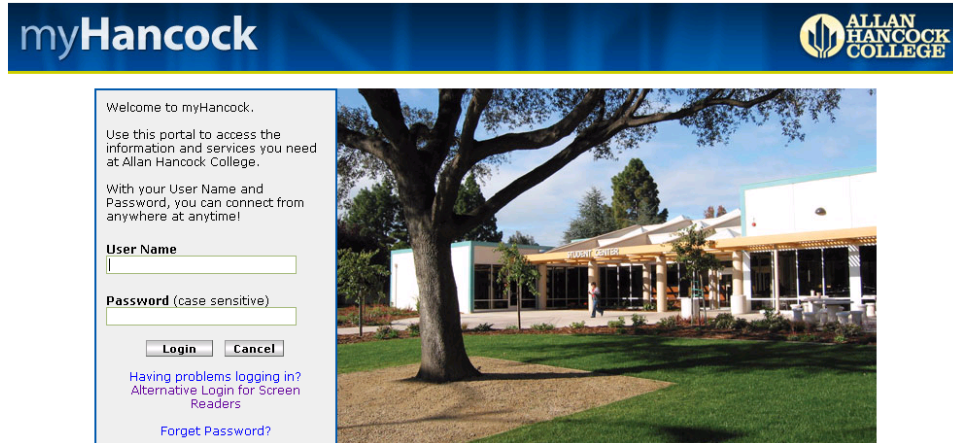 myHancock
ALLAN
HANCOCK
COLLEGE
Welcome to myHancock.
Use this portal to access the
information and services you need
at Allan Hancock College.
With your User Name and
Password, you can connect from
anywhere at anytime!
User Name
Password (case sensitive)
Login Cancel
Having problems logging in?
Alternative Login for Screen
Readers
Forget Password?
STUDENT CENTER